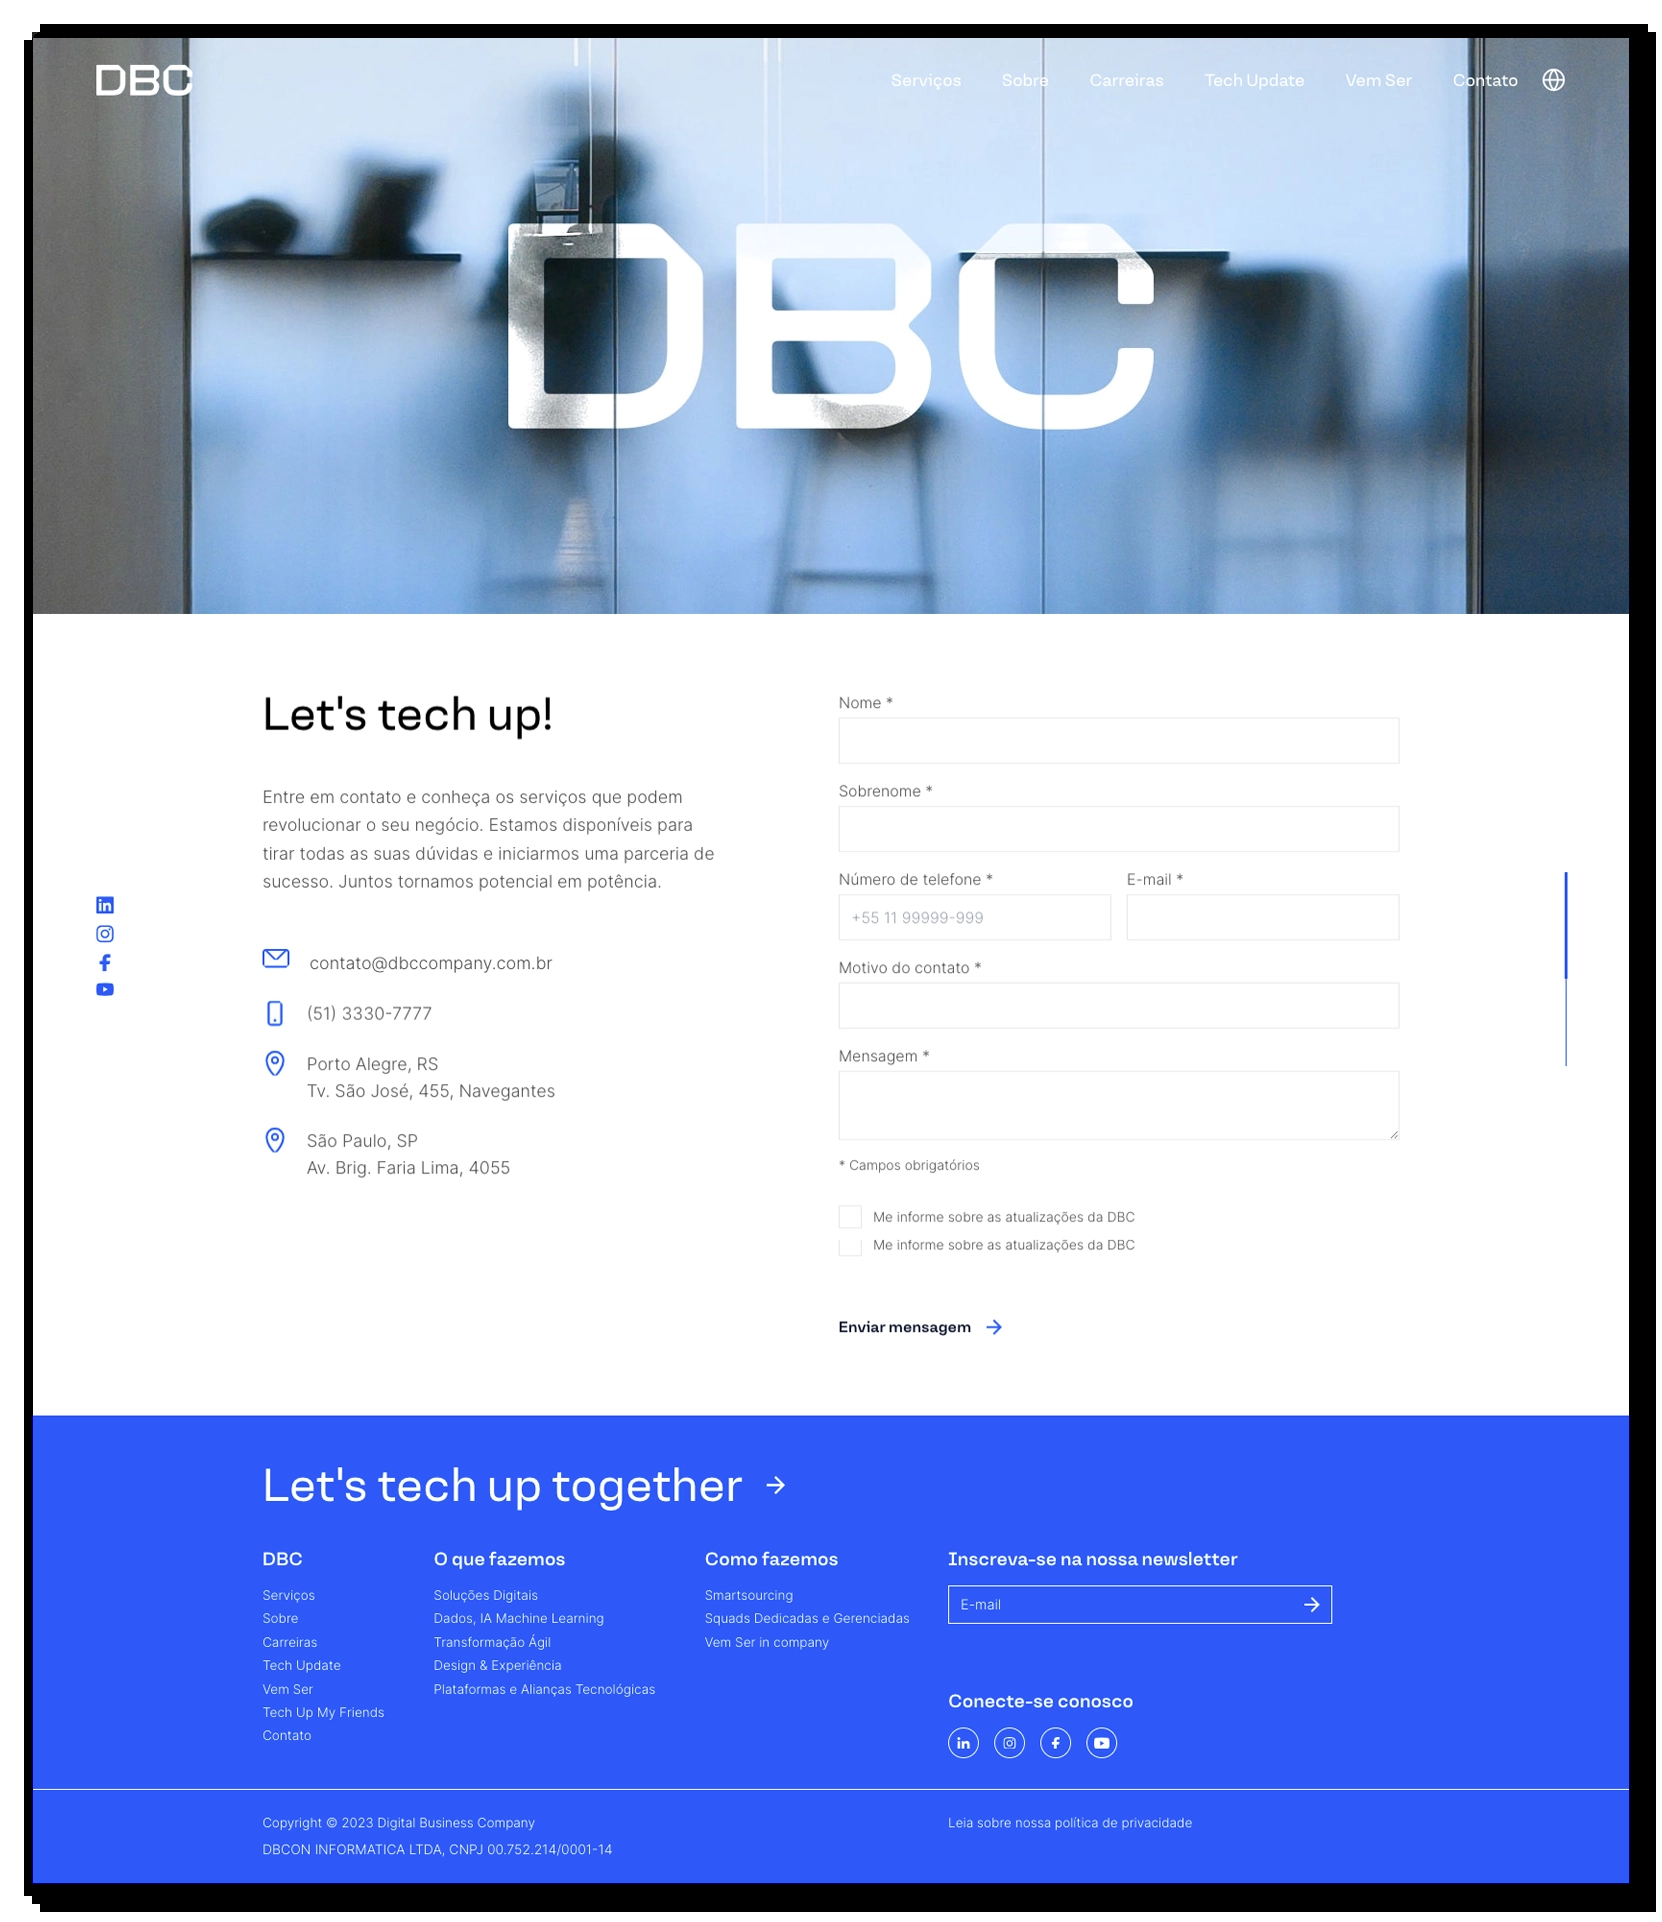 DBC
Serviços Sobre Carreiras Tech Update Vem Ser Contato
DBC
Let's tech up!
Entre em contato e conheça os serviços que podem
revolucionar o seu negócio. Estamos disponíveis para
tirar todas as suas dúvidas e iniciarmos uma parceria de
sucesso. Juntos tornamos potencial em potência.
contato@dbccompany.com.br
(51) 3330-7777
Porto Alegre, RS
Tv. São José, 455, Navegantes
São Paulo, SP
Av. Brig. Faria Lima, 4055
Nome *
Sobrenome *
Número de telefone * E-mail *
+55 11 99999-999
Motivo do contato *
Mensagem *
* Campos obrigatórios
Me informe sobre as atualizações da DBC
Me informe sobre as atualizações da DBC
Enviar mensagem
Let's tech up together
DBC
Serviços
Sobre
Carreiras
Tech Update
Vem Ser
Tech Up My Friends
Contato
O que fazemos
Soluções Digitais
Dados, IA Machine Learning
Transformação Ágil
Design & Experiência
Plataformas e Alianças Tecnológicas
Como fazemos
Smartsourcing
Squads Dedicadas e Gerenciadas
Vem Ser in company
Inscreva-se na nossa newsletter
E-mail
Conecte-se conosco
Copyright © 2023 Digital Business Company
DBCON INFORMATICA LTDA, CNPJ 00.752.214/0001-14
Leia sobre nossa política de privacidade